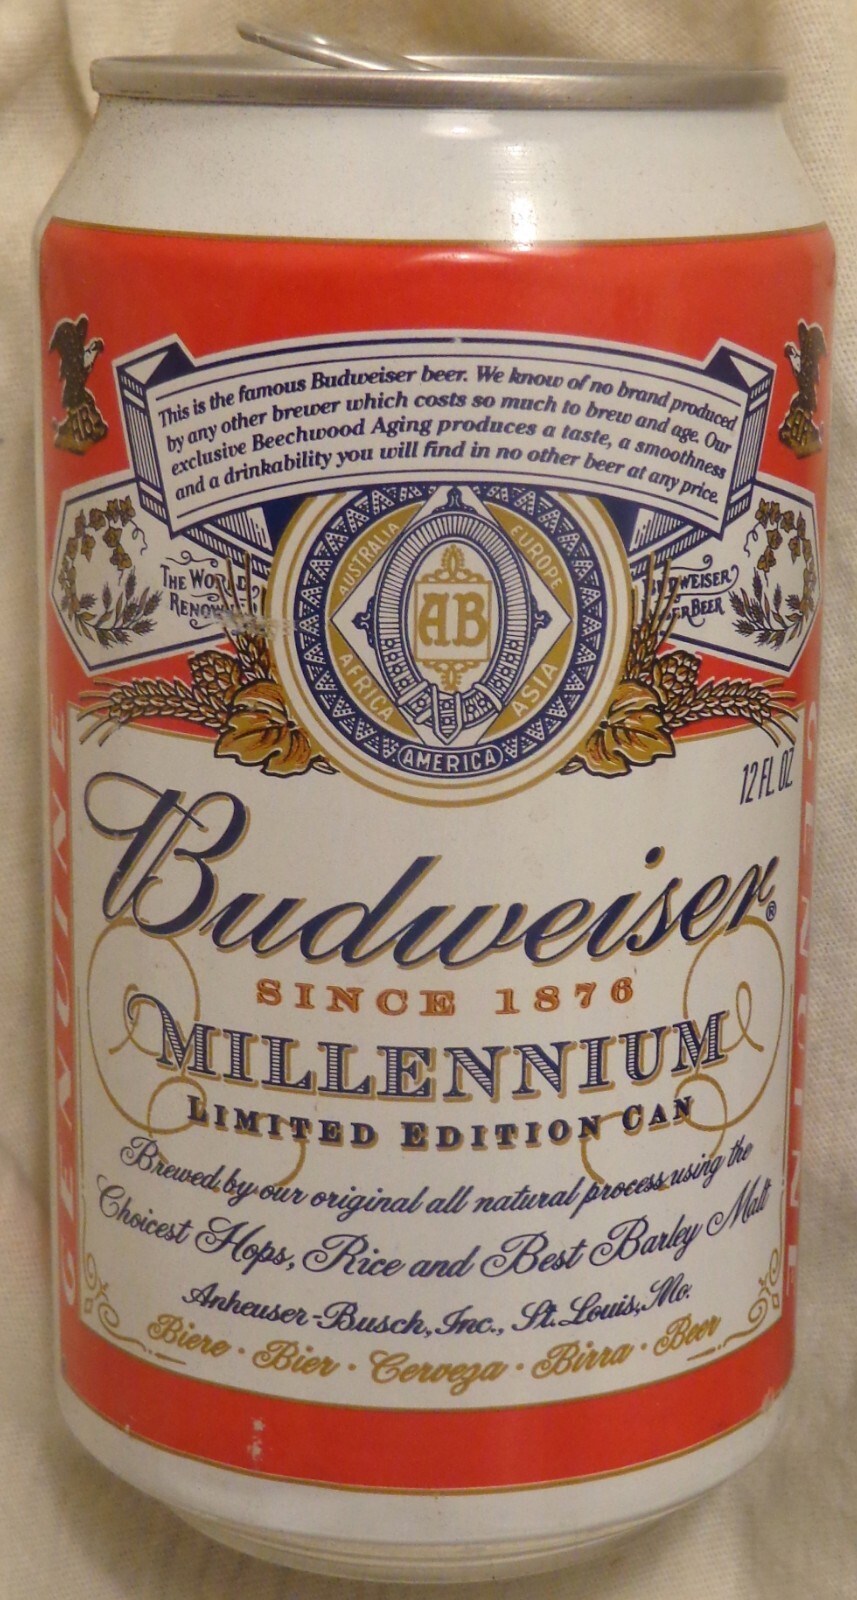 This is the famous Budweiser beer. We know of no brand produced
by any other brewer which costs so much to brew and age. Our
exclusive Beechwood Aging produces a taste, a smoothness
and a drinkability you will find in no other beer at any price.
AUSTRALIA
EUROPE
THE WORLD
AB
AFRICA
ASIA
AMERICA
AB
AB
12 FL. OZ.
GENUINE
GENUINE
Budweiser®
SINCE 1876
MILLENNIUM
LIMITED EDITION CAN
Brewed by our original all natural process using the
Choicest Hops, Rice and Best Barley Malt
Anheuser-Busch, Inc., St. Louis, Mo.
Biere · Bier · Cerveza · Birra · Beer